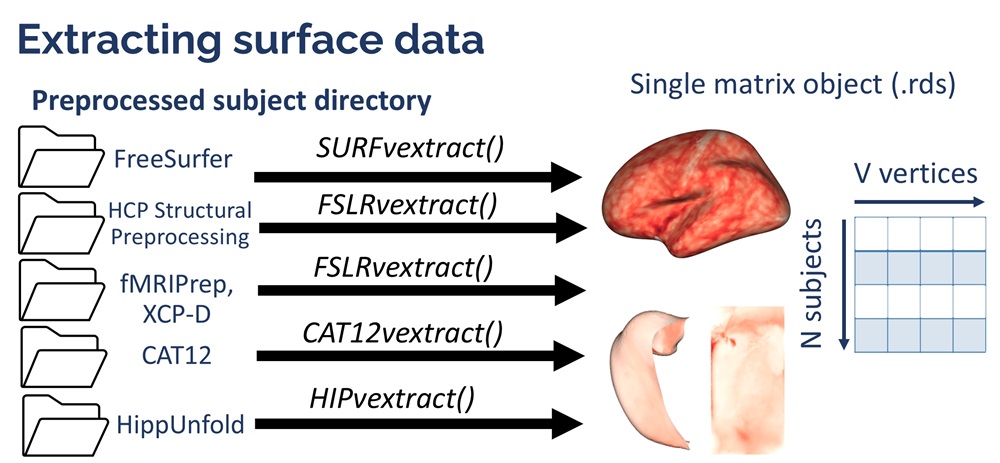 Extracting surface data
Preprocessed subject directory
Single matrix object (.rds)
FreeSurfer
SURFvextract()
HCP Structural
Preprocessing
FSLRvextract()
fMRIPrep,
XCP-D
FSLRvextract()
CAT12
CAT12vextract()
HippUnfold
HIPvextract()
V vertices
N subjects